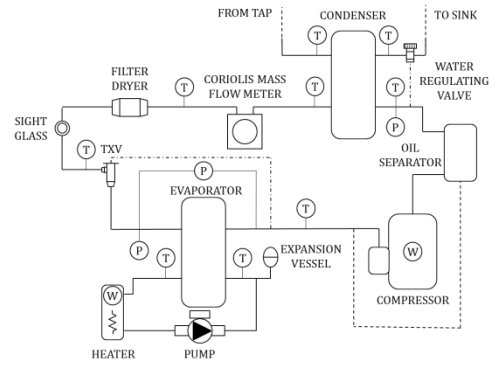 FROM TAP
CONDENSER
TO SINK
T
T
FILTER
DRYER
CORIOLIS MASS
FLOW METER
WATER
REGULATING
VALVE
T
T
T
P
SIGHT
GLASS
TXV
T
OIL
SEPARATOR
P
EVAPORATOR
T
P
EXPANSION
VESSEL
T
T
W
COMPRESSOR
W
HEATER
PUMP